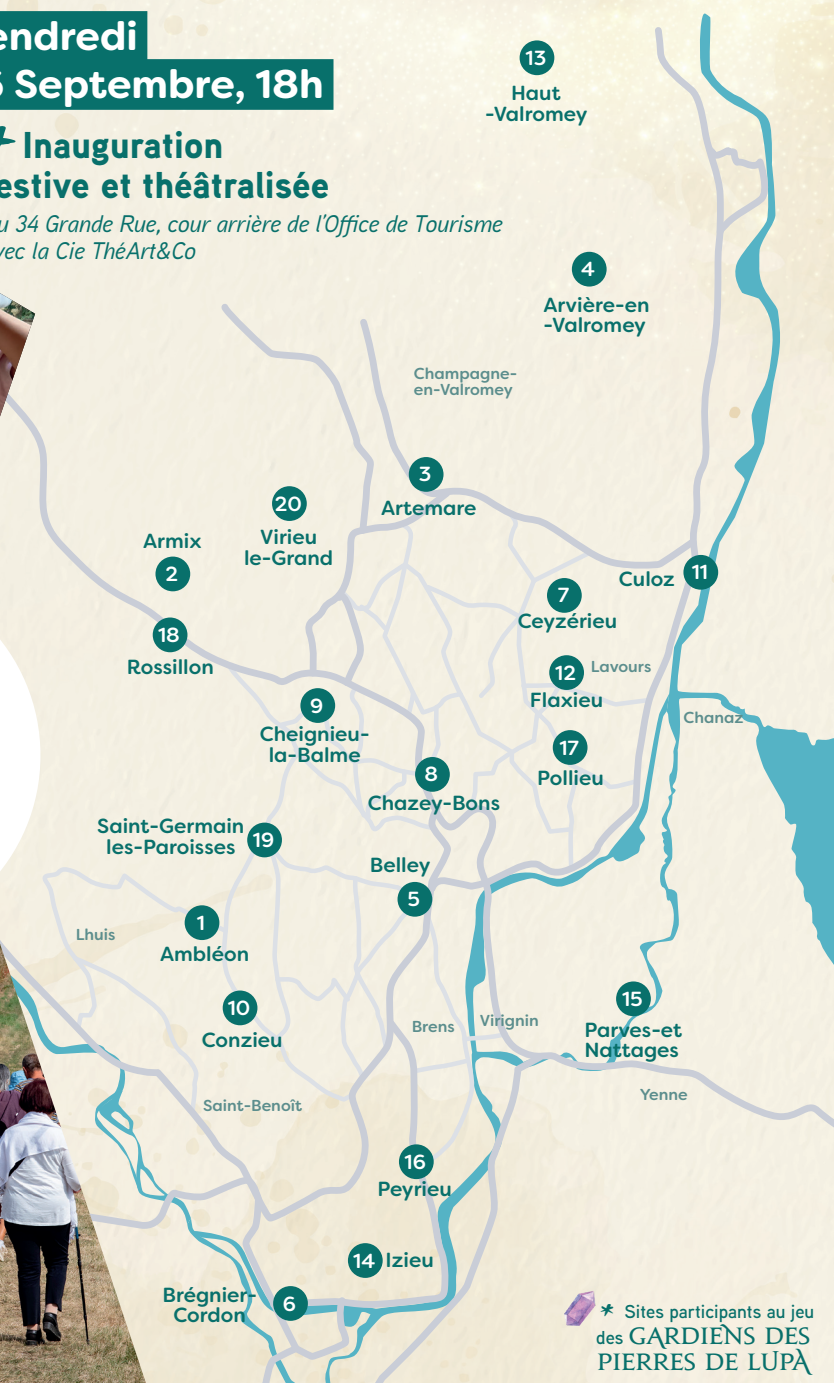 endredi
Septembre, 18h
Inauguration
estive et théâtralisée
u 34 Grande Rue, cour arrière de l'Office de Tourisme
vec la Cie ThéArt&Co
13
Haut
-Valromey
4
Arvière-en
-Valromey
Champagne-
en-Valromey
3
Artemare
20
Virieu
le-Grand
Armix
2
18
Rossillon
Culoz 11
7
Ceyzérieu
12
Lavours
Flaxieu
9
Cheignieu-
la-Balme
Chanaz
17
Pollieu
8
Chazey-Bons
Saint-Germain
les-Paroisses
19
Belley
5
1
Ambléon
Lhuis
10
Conzieu
15
Parves-et
Nattages
Brens
Virignin
Yenne
Saint-Benoît
16
Peyrieu
14 Izieu
Brégnier-
Cordon
6
* Sites participants au jeu
des GARDIENS DES
PIERRES DE LUPA